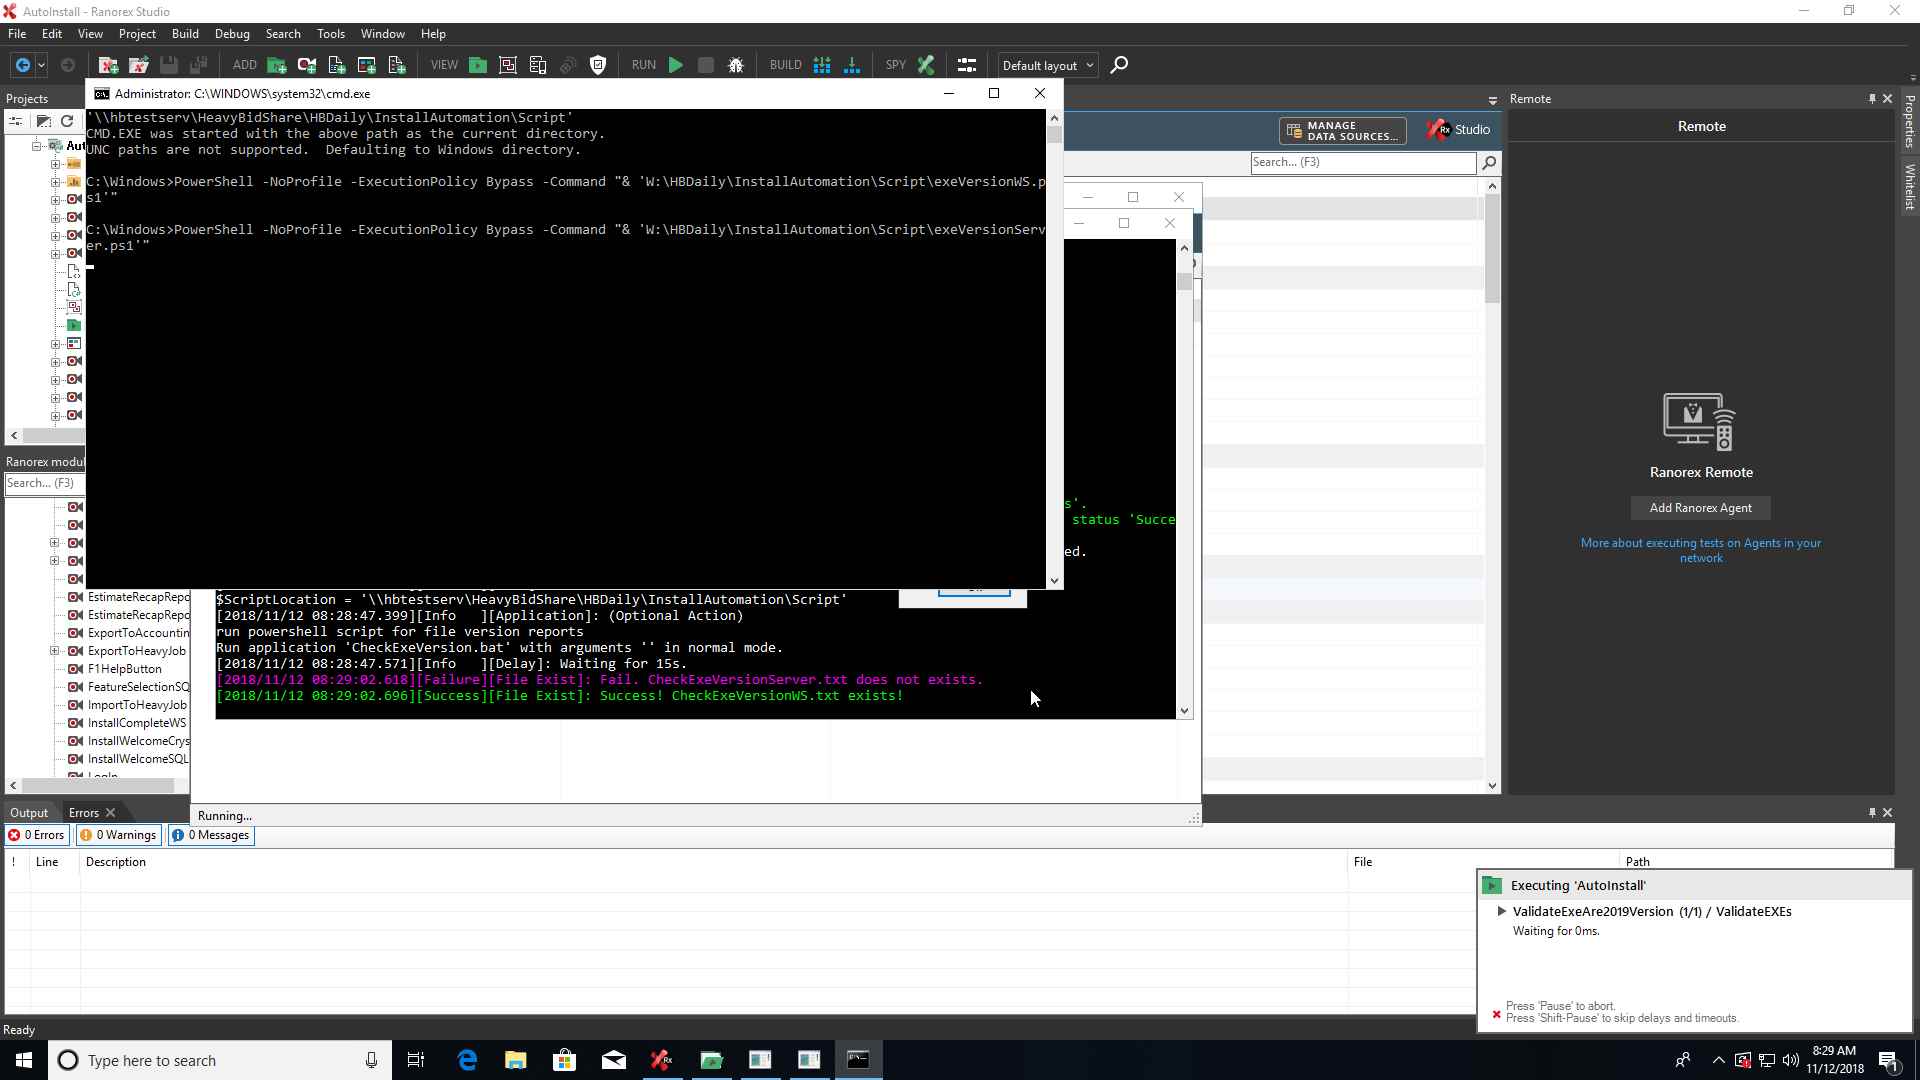 AutoInstall - Ranorex Studio
File Edit View Project Build Debug Search Tools Window Help
ADD VIEW RUN BUILD SPY Default layout
Projects
Administrator: C:\WINDOWS\system32\cmd.exe
'\\hbtestserv\HeavyBidShare\HBDaily\InstallAutomation\Script'
CMD.EXE was started with the above path as the current directory.
UNC paths are not supported.  Defaulting to Windows directory.
C:\Windows>PowerShell -NoProfile -ExecutionPolicy Bypass -Command "& 'W:\HBDaily\InstallAutomation\Script\exeVersionWS.p
s1'"
C:\Windows>PowerShell -NoProfile -ExecutionPolicy Bypass -Command "& 'W:\HBDaily\InstallAutomation\Script\exeVersionServ
er.ps1'"
Aut
MANAGE
DATA SOURCES...
Rx Studio
Search... (F3)
Remote
Remote
Ranorex Remote
Add Ranorex Agent
More about executing tests on Agents in your
network
Properties
Whitelist
s'.
status 'Succe
ed.
$ScriptLocation = '\\hbtestserv\HeavyBidShare\HBDaily\InstallAutomation\Script'
[2018/11/12 08:28:47.399][Info   ][Application]: (Optional Action)
run powershell script for file version reports
Run application 'CheckExeVersion.bat' with arguments '' in normal mode.
[2018/11/12 08:28:47.571][Info   ][Delay]: Waiting for 15s.
[2018/11/12 08:29:02.618][Failure][File Exist]: Fail. CheckExeVersionServer.txt does not exists.
[2018/11/12 08:29:02.696][Success][File Exist]: Success! CheckExeVersionWS.txt exists!
Running...
Ranorex modul
Search... (F3)
EstimateRecapRepo
EstimateRecapRepo
ExportToAccountin
ExportToHeavyJob
F1HelpButton
FeatureSelectionSQ
ImportToHeavyJob
InstallCompleteWS
InstallWelcomeCrys
InstallWelcomeSQL
Output Errors
0 Errors 0 Warnings 0 Messages
! Line Description File Path
Executing 'AutoInstall'
ValidateExeAre2019Version (1/1) / ValidateEXEs
Waiting for 0ms.
Press 'Pause' to abort.
Press 'Shift-Pause' to skip delays and timeouts.
Ready
Type here to search
8:29 AM
11/12/2018
1